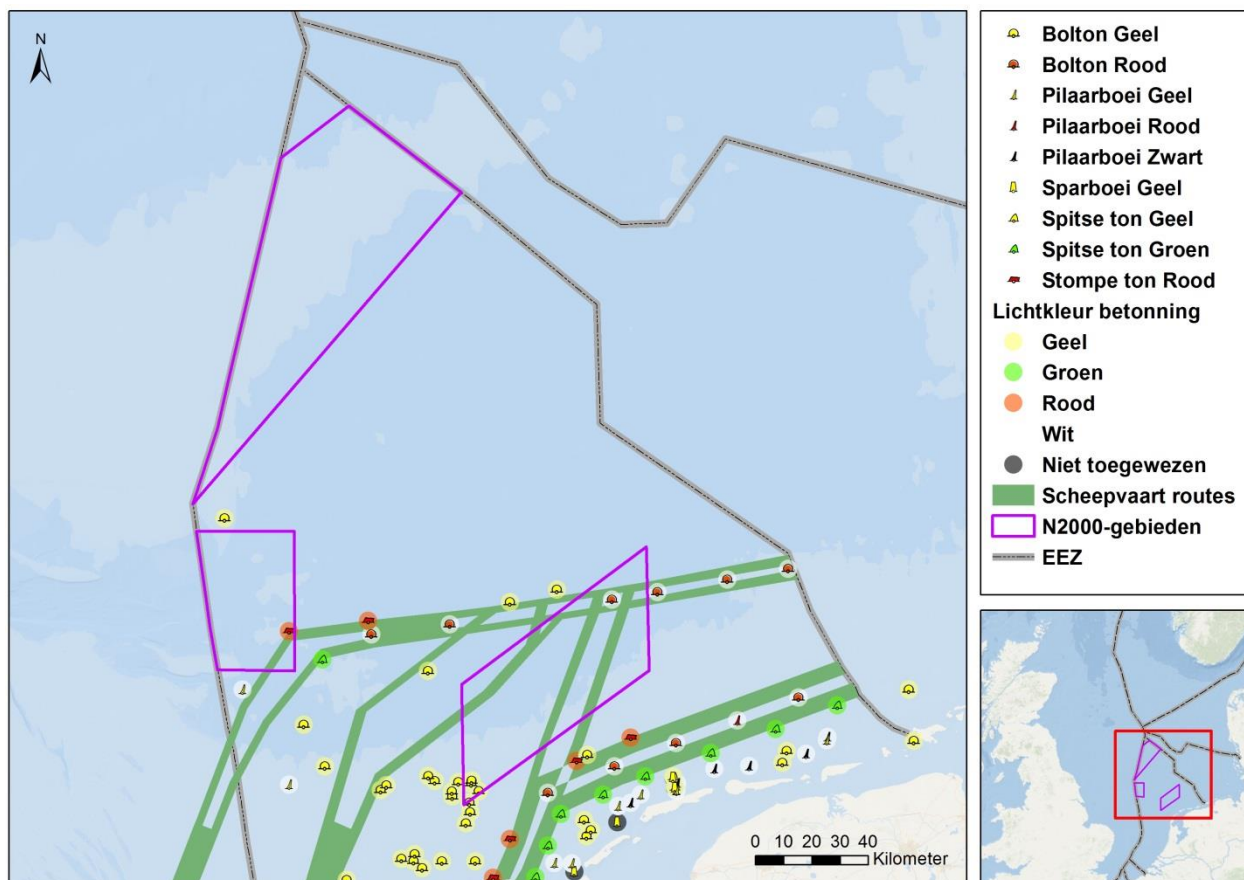 N
0 10 20 30 40
Kilometer
Bolton Geel
Bolton Rood
Pilaarboei Geel
Pilaarboei Rood
Pilaarboei Zwart
Sparboei Geel
Spitse ton Geel
Spitse ton Groen
Stompe ton Rood
Lichtkleur betonning
Geel
Groen
Rood
Wit
Niet toegewezen
Scheepvaart routes
N2000-gebieden
EEZ